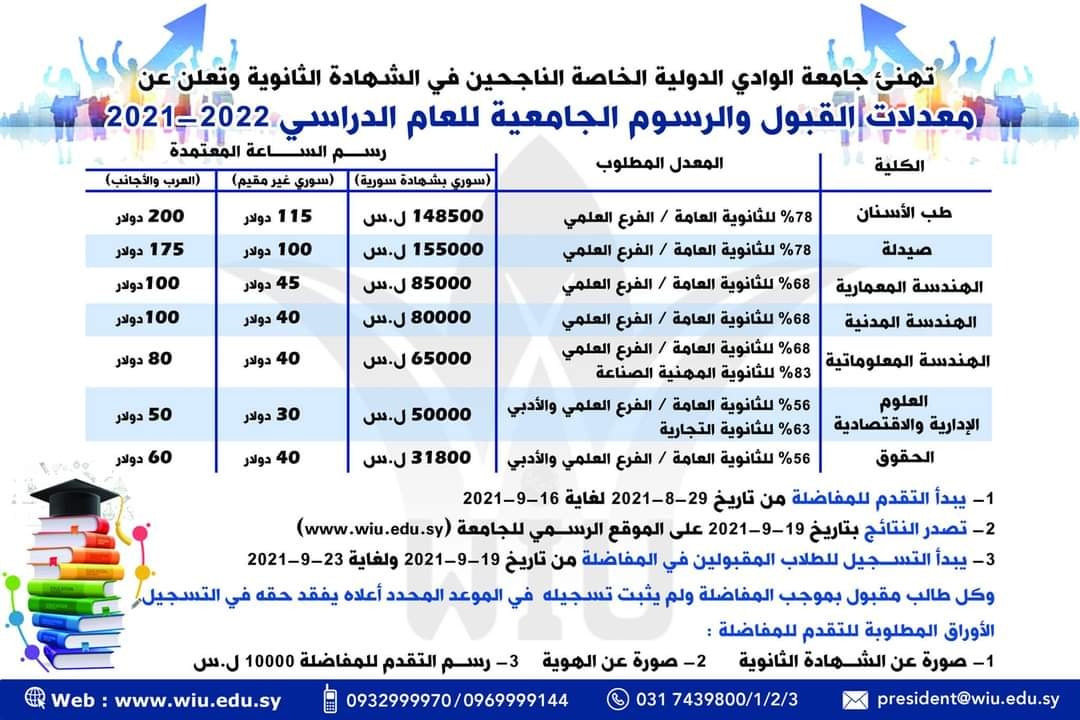 تهنئ جامعة الوادي الدولية الخاصة الناجحين في الشهادة الثانوية وتعلن عن
معدلات القبول والرسوم الجامعية للعام الدراسي 2022–2021
الكلية المعدل المطلوب رسم الساعة المعتمدة
(سوري بشهادة سورية) (سوري غير مقيم) (العرب والأجانب)
طب الأسنان 78% للثانوية العامة / الفرع العلمي 148500 ل.س 115 دولار 200 دولار
صيدلة 78% للثانوية العامة / الفرع العلمي 155000 ل.س 100 دولار 175 دولار
الهندسة المعمارية 68% للثانوية العامة / الفرع العلمي 85000 ل.س 45 دولار 100 دولار
الهندسة المدنية 68% للثانوية العامة / الفرع العلمي 80000 ل.س 40 دولار 100 دولار
الهندسة المعلوماتية 68% للثانوية العامة / الفرع العلمي 65000 ل.س 40 دولار 80 دولار
83% للثانوية المهنية الصناعة
العلوم
الإدارية والاقتصادية 56% للثانوية العامة / الفرع العلمي والأدبي 50000 ل.س 30 دولار 50 دولار
63% للثانوية التجارية
الحقوق 56% للثانوية العامة / الفرع العلمي والأدبي 31800 ل.س 40 دولار 60 دولار
1– يبدأ التقدم للمفاضلة من تاريخ 29–8–2021 لغاية 16–9–2021
2– تصدر النتائج بتاريخ 19–9–2021 على الموقع الرسمي للجامعة (www.wiu.edu.sy)
3– يبدأ التسجيل للطلاب المقبولين في المفاضلة من تاريخ 19–9–2021 ولغاية 23–9–2021
وكل طالب مقبول بموجب المفاضلة ولم يثبت تسجيله في الموعد المحدد أعلاه يفقد حقه في التسجيل.
الأوراق المطلوبة للتقدم للمفاضلة :
1– صورة عن الشهادة الثانوية 2– صورة عن الهوية 3– رسم التقدم للمفاضلة 10000 ل.س
WIU
Web : www.wiu.edu.sy 0932999970 / 0969999144 031 7439800/1/2/3 president@wiu.edu.sy